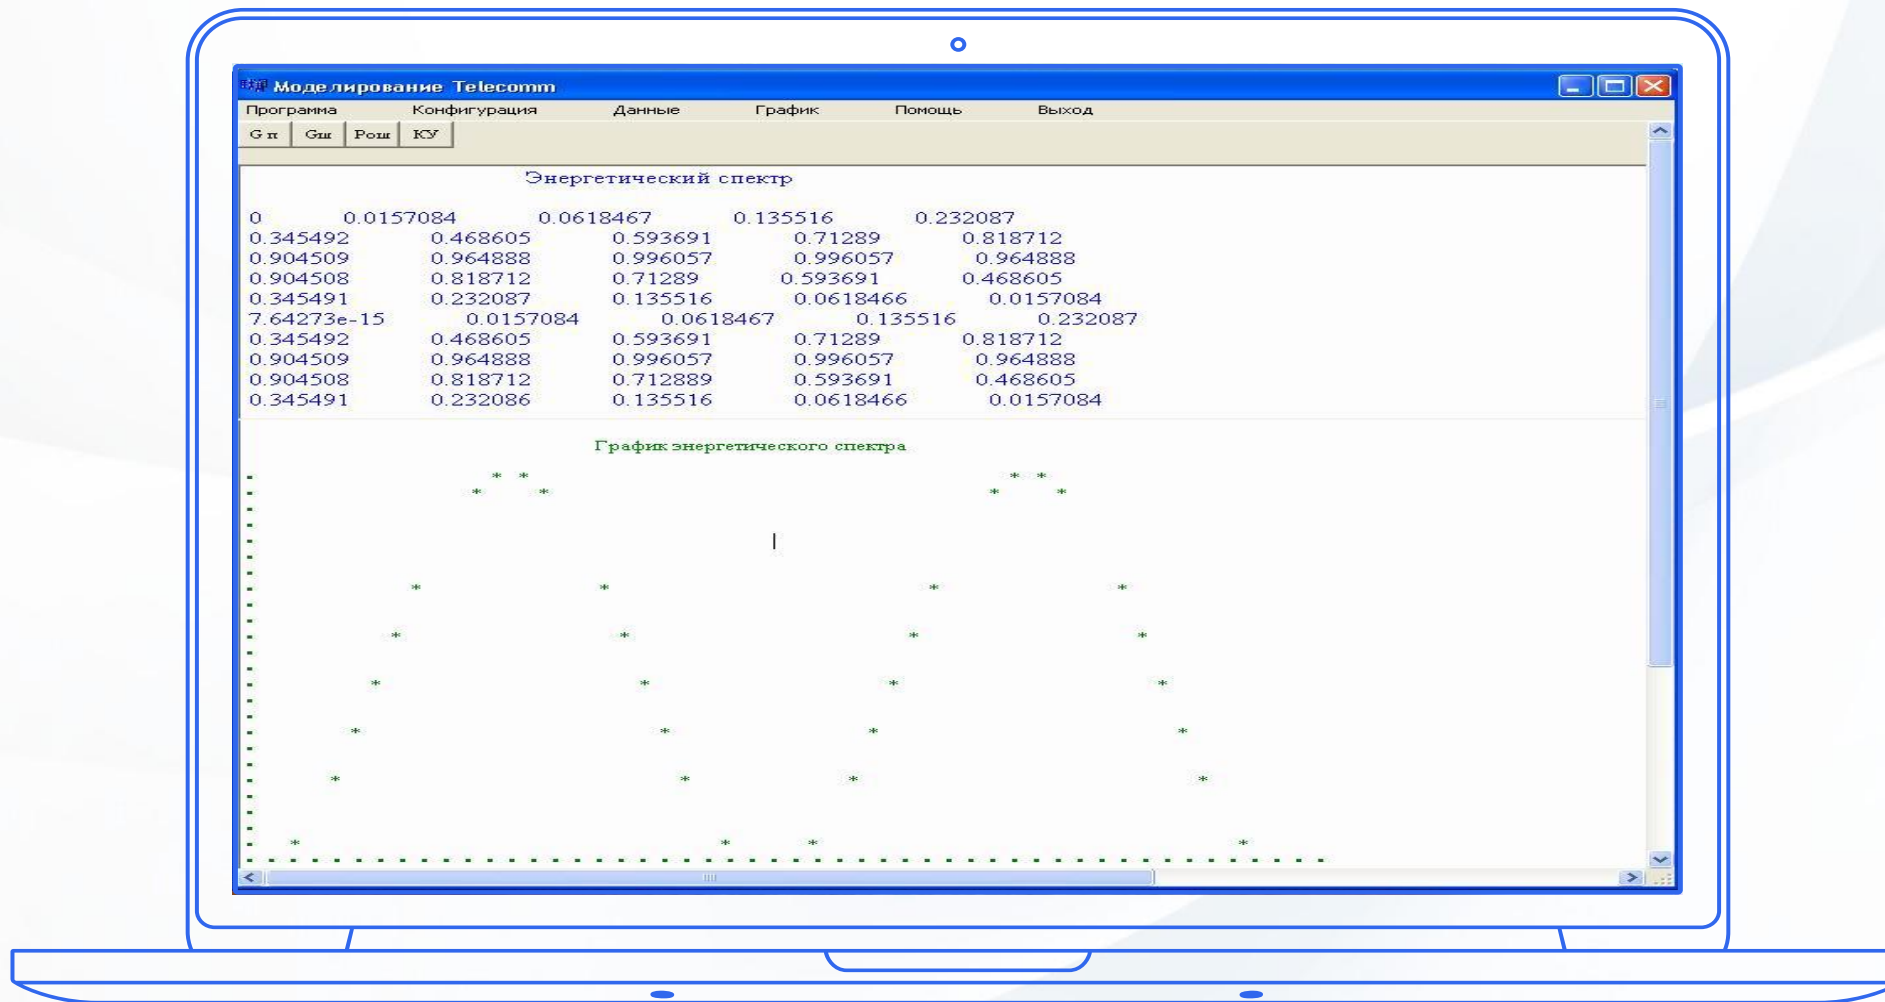 Моделирование Telecomm
Программа Конфигурация Данные График Помощь Выход
G п Gш Pош КУ
Энергетический спектр
0 0.0157084 0.0618467 0.135516 0.232087
0.345492 0.468605 0.593691 0.71289 0.818712
0.904509 0.964888 0.996057 0.996057 0.964888
0.904508 0.818712 0.71289 0.593691 0.468605
0.345491 0.232087 0.135516 0.0618466 0.0157084
7.64273e-15 0.0157084 0.0618467 0.135516 0.232087
0.345492 0.468605 0.593691 0.71289 0.818712
0.904509 0.964888 0.996057 0.996057 0.964888
0.904508 0.818712 0.712889 0.593691 0.468605
0.345491 0.232086 0.135516 0.0618466 0.0157084
График энергетического спектра